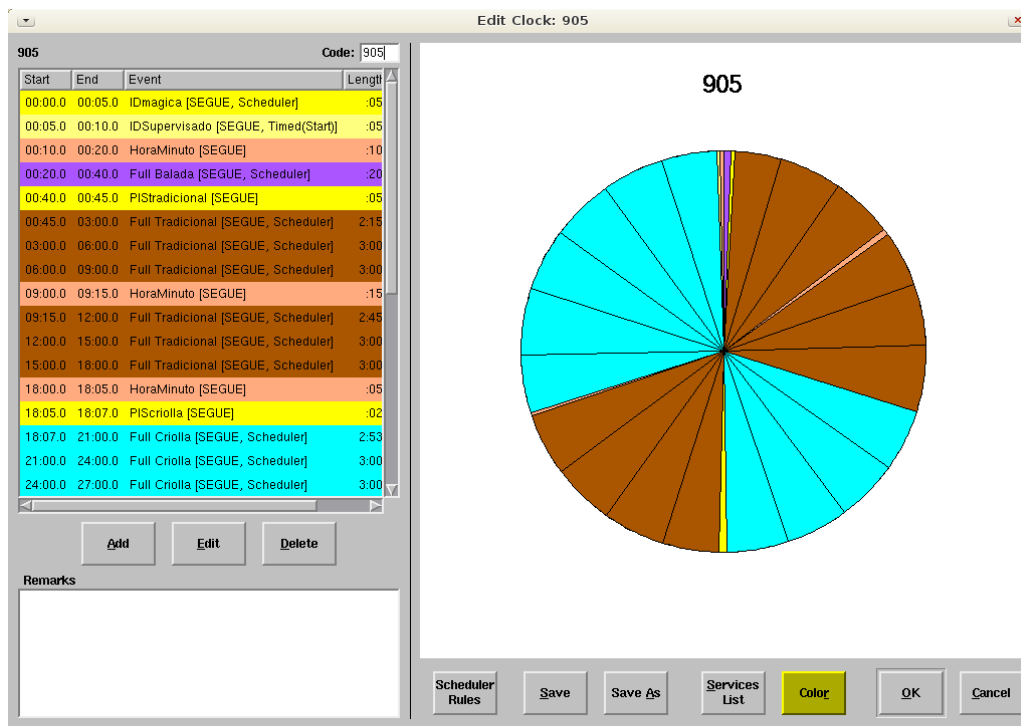 Edit Clock: 905
905 Code: 905
Start End Event Length
00:00.0 00:05.0 IDmagica [SEGUE, Scheduler] :05
00:05.0 00:10.0 IDSupervisado [SEGUE, Timed(Start)] :05
00:10.0 00:20.0 HoraMinuto [SEGUE] :10
00:20.0 00:40.0 Full Balada [SEGUE, Scheduler] :20
00:40.0 00:45.0 PIStradicional [SEGUE] :05
00:45.0 03:00.0 Full Tradicional [SEGUE, Scheduler] 2:15
03:00.0 06:00.0 Full Tradicional [SEGUE, Scheduler] 3:00
06:00.0 09:00.0 Full Tradicional [SEGUE, Scheduler] 3:00
09:00.0 09:15.0 HoraMinuto [SEGUE] :15
09:15.0 12:00.0 Full Tradicional [SEGUE, Scheduler] 2:45
12:00.0 15:00.0 Full Tradicional [SEGUE, Scheduler] 3:00
15:00.0 18:00.0 Full Tradicional [SEGUE, Scheduler] 3:00
18:00.0 18:05.0 HoraMinuto [SEGUE] :05
18:05.0 18:07.0 PIScriolla [SEGUE] :02
18:07.0 21:00.0 Full Criolla [SEGUE, Scheduler] 2:53
21:00.0 24:00.0 Full Criolla [SEGUE, Scheduler] 3:00
24:00.0 27:00.0 Full Criolla [SEGUE, Scheduler] 3:00
Add Edit Delete
Remarks
905
Scheduler
Rules
Save
Save As
Services
List
Color
OK
Cancel